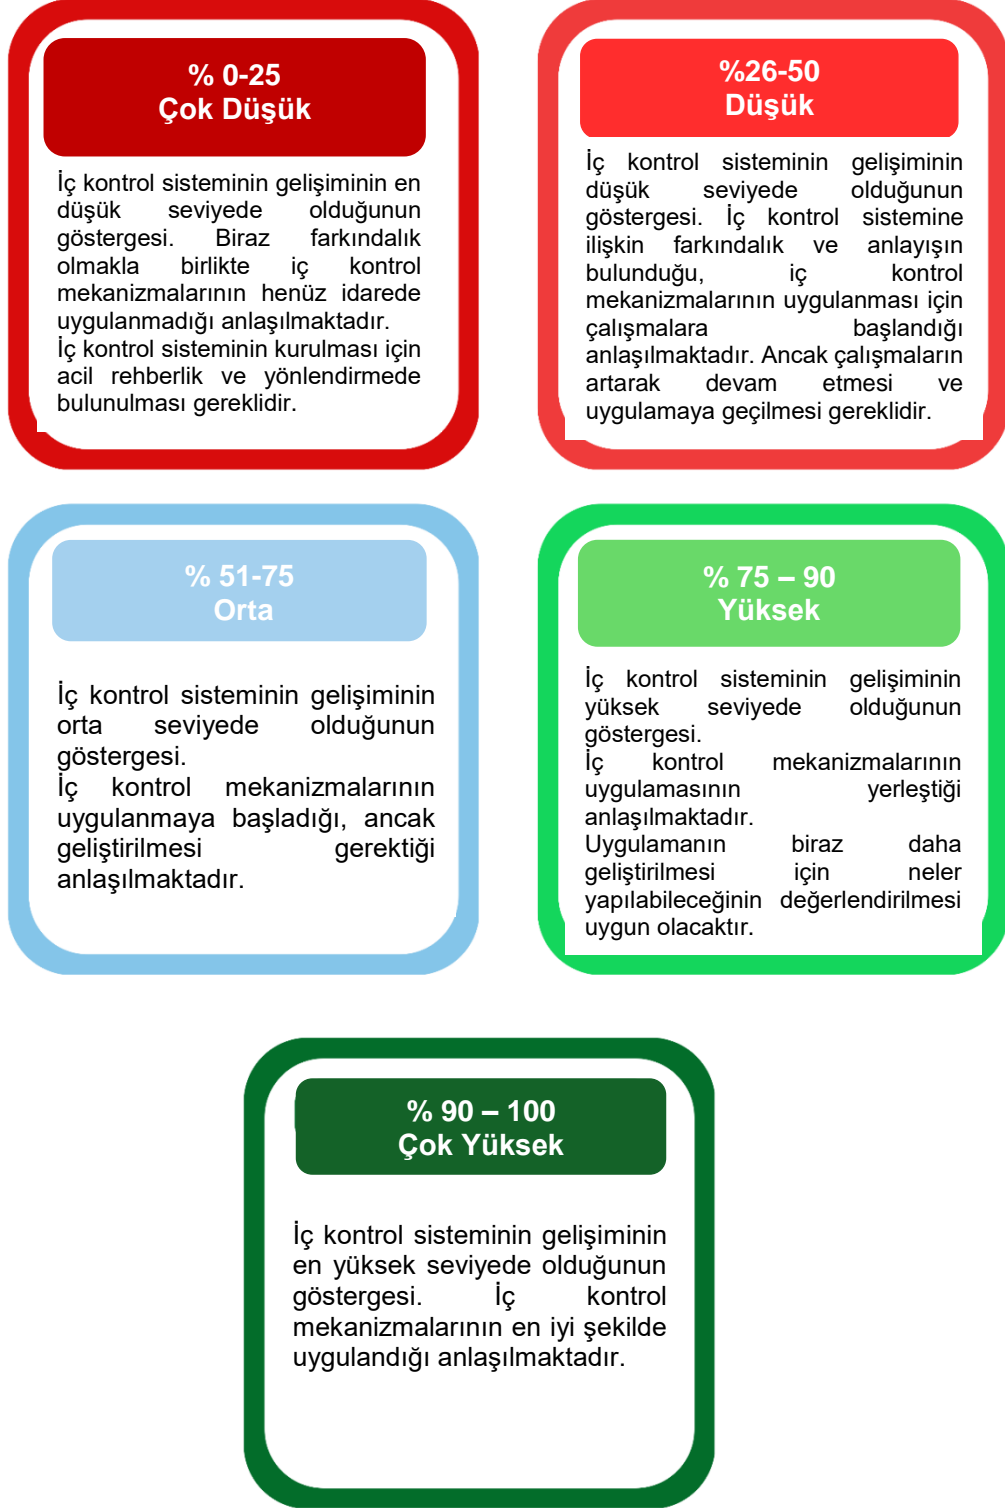 % 0-25
Çok Düşük
İç kontrol sisteminin gelişiminin en
düşük seviyede olduğunun
göstergesi. Biraz farkındalık
olmakla birlikte iç kontrol
mekanizmalarının henüz idarede
uygulanmadığı anlaşılmaktadır.
İç kontrol sisteminin kurulması için
acil rehberlik ve yönlendirmede
bulunulması gereklidir.
%26-50
Düşük
İç kontrol sisteminin gelişiminin
düşük seviyede olduğunun
göstergesi. İç kontrol sistemine
ilişkin farkındalık ve anlayışın
bulunduğu, iç kontrol
mekanizmalarının uygulanması için
çalışmalara başlandığı
anlaşılmaktadır. Ancak çalışmaların
artarak devam etmesi ve
uygulamaya geçilmesi gereklidir.
% 51-75
Orta
İç kontrol sisteminin gelişiminin
orta seviyede olduğunun
göstergesi.
İç kontrol mekanizmalarının
uygulanmaya başladığı, ancak
geliştirilmesi gerektiği
anlaşılmaktadır.
% 75 – 90
Yüksek
İç kontrol sisteminin gelişiminin
yüksek seviyede olduğunun
göstergesi.
İç kontrol mekanizmalarının
uygulamasının yerleştiği
anlaşılmaktadır.
Uygulamanın biraz daha
geliştirilmesi için neler
yapılabileceğinin değerlendirilmesi
uygun olacaktır.
% 90 – 100
Çok Yüksek
İç kontrol sisteminin gelişiminin
en yüksek seviyede olduğunun
göstergesi. İç kontrol
mekanizmalarının en iyi şekilde
uygulandığı anlaşılmaktadır.